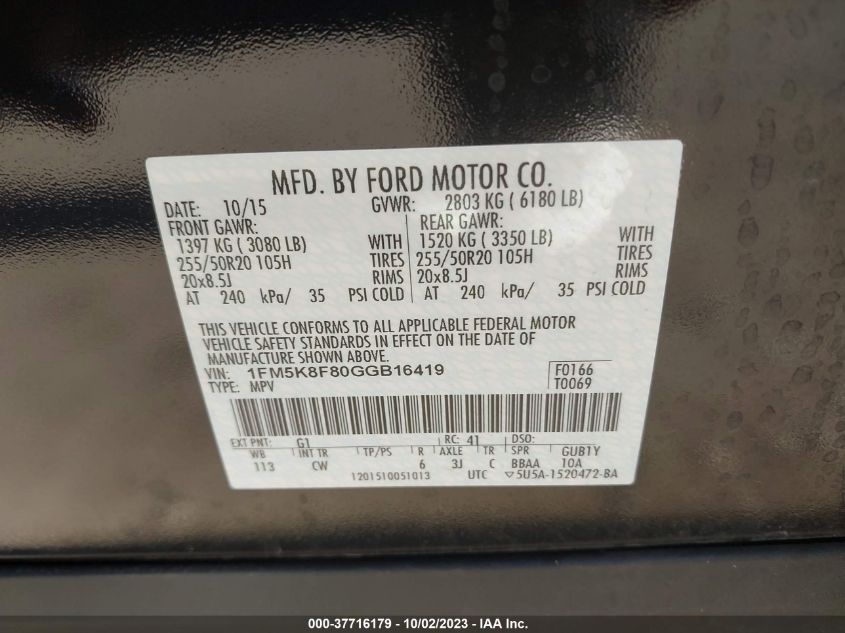 MFD. BY FORD MOTOR CO.
DATE: 10/15 GVWR: 2803 KG ( 6180 LB)
FRONT GAWR: REAR GAWR:
1397 KG ( 3080 LB) WITH 1520 KG ( 3350 LB) WITH
255/50R20 105H TIRES 255/50R20 105H TIRES
20x8.5J RIMS 20x8.5J RIMS
AT 240 kPa/ 35 PSI COLD AT 240 kPa/ 35 PSI COLD
THIS VEHICLE CONFORMS TO ALL APPLICABLE FEDERAL MOTOR
VEHICLE SAFETY STANDARDS IN EFFECT ON THE DATE OF
MANUFACTURE SHOWN ABOVE.
VIN: 1FM5K8F80GGB16419 F0166
TYPE: MPV T0069
EXT PNT: G1 RC: 41 DSO:
WB INT TR TP/PS R AXLE TR SPR GUB1Y
113 CW 6 3J C BBAA 10A
1201510051013 UTC ▽5U5A-1520472-BA
000-37716179 - 10/02/2023 - IAA Inc.